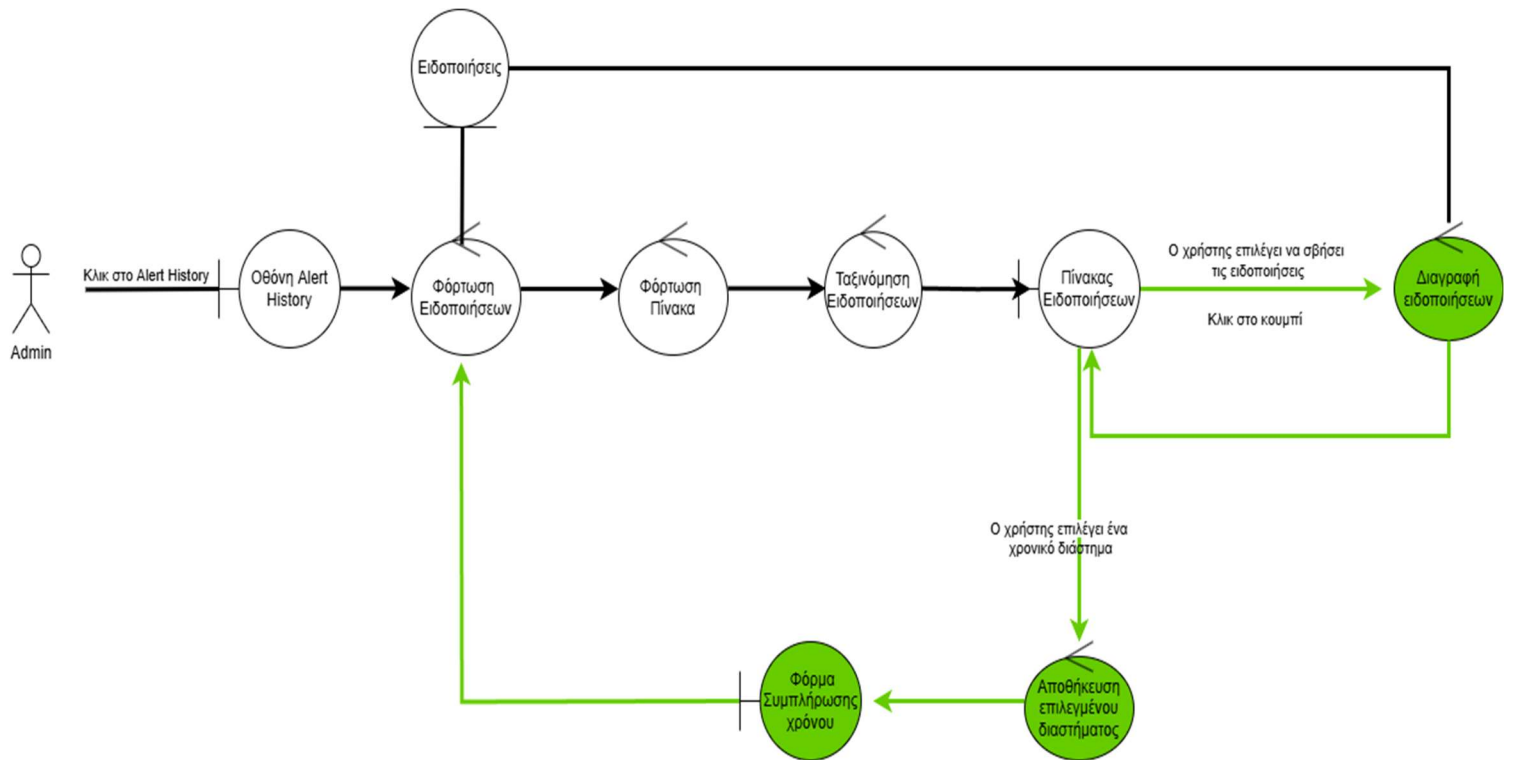 Ειδοποιήσεις
Κλικ στο Alert History
Admin
Οθόνη Alert
History
Φόρτωση
Ειδοποιήσεων
Φόρτωση
Πίνακα
Ταξινόμηση
Ειδοποιήσεων
Πίνακας
Ειδοποιήσεων
Ο χρήστης επιλέγει να σβήσει
τις ειδοποιήσεις
Κλικ στο κουμπί
Διαγραφή
ειδοποιήσεων
Ο χρήστης επιλέγει ένα
χρονικό διάστημα
Φόρμα
Συμπλήρωσης
χρόνου
Αποθήκευση
επιλεγμένου
διαστήματος